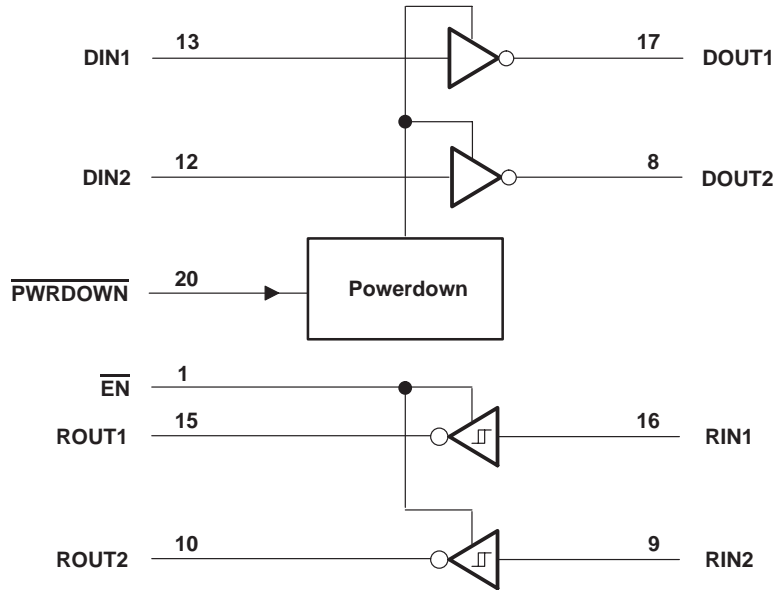 DIN1 13 17 DOUT1
DIN2 12 8 DOUT2
PWRDOWN 20 Powerdown
EN 1
ROUT1 15 16 RIN1
ROUT2 10 9 RIN2